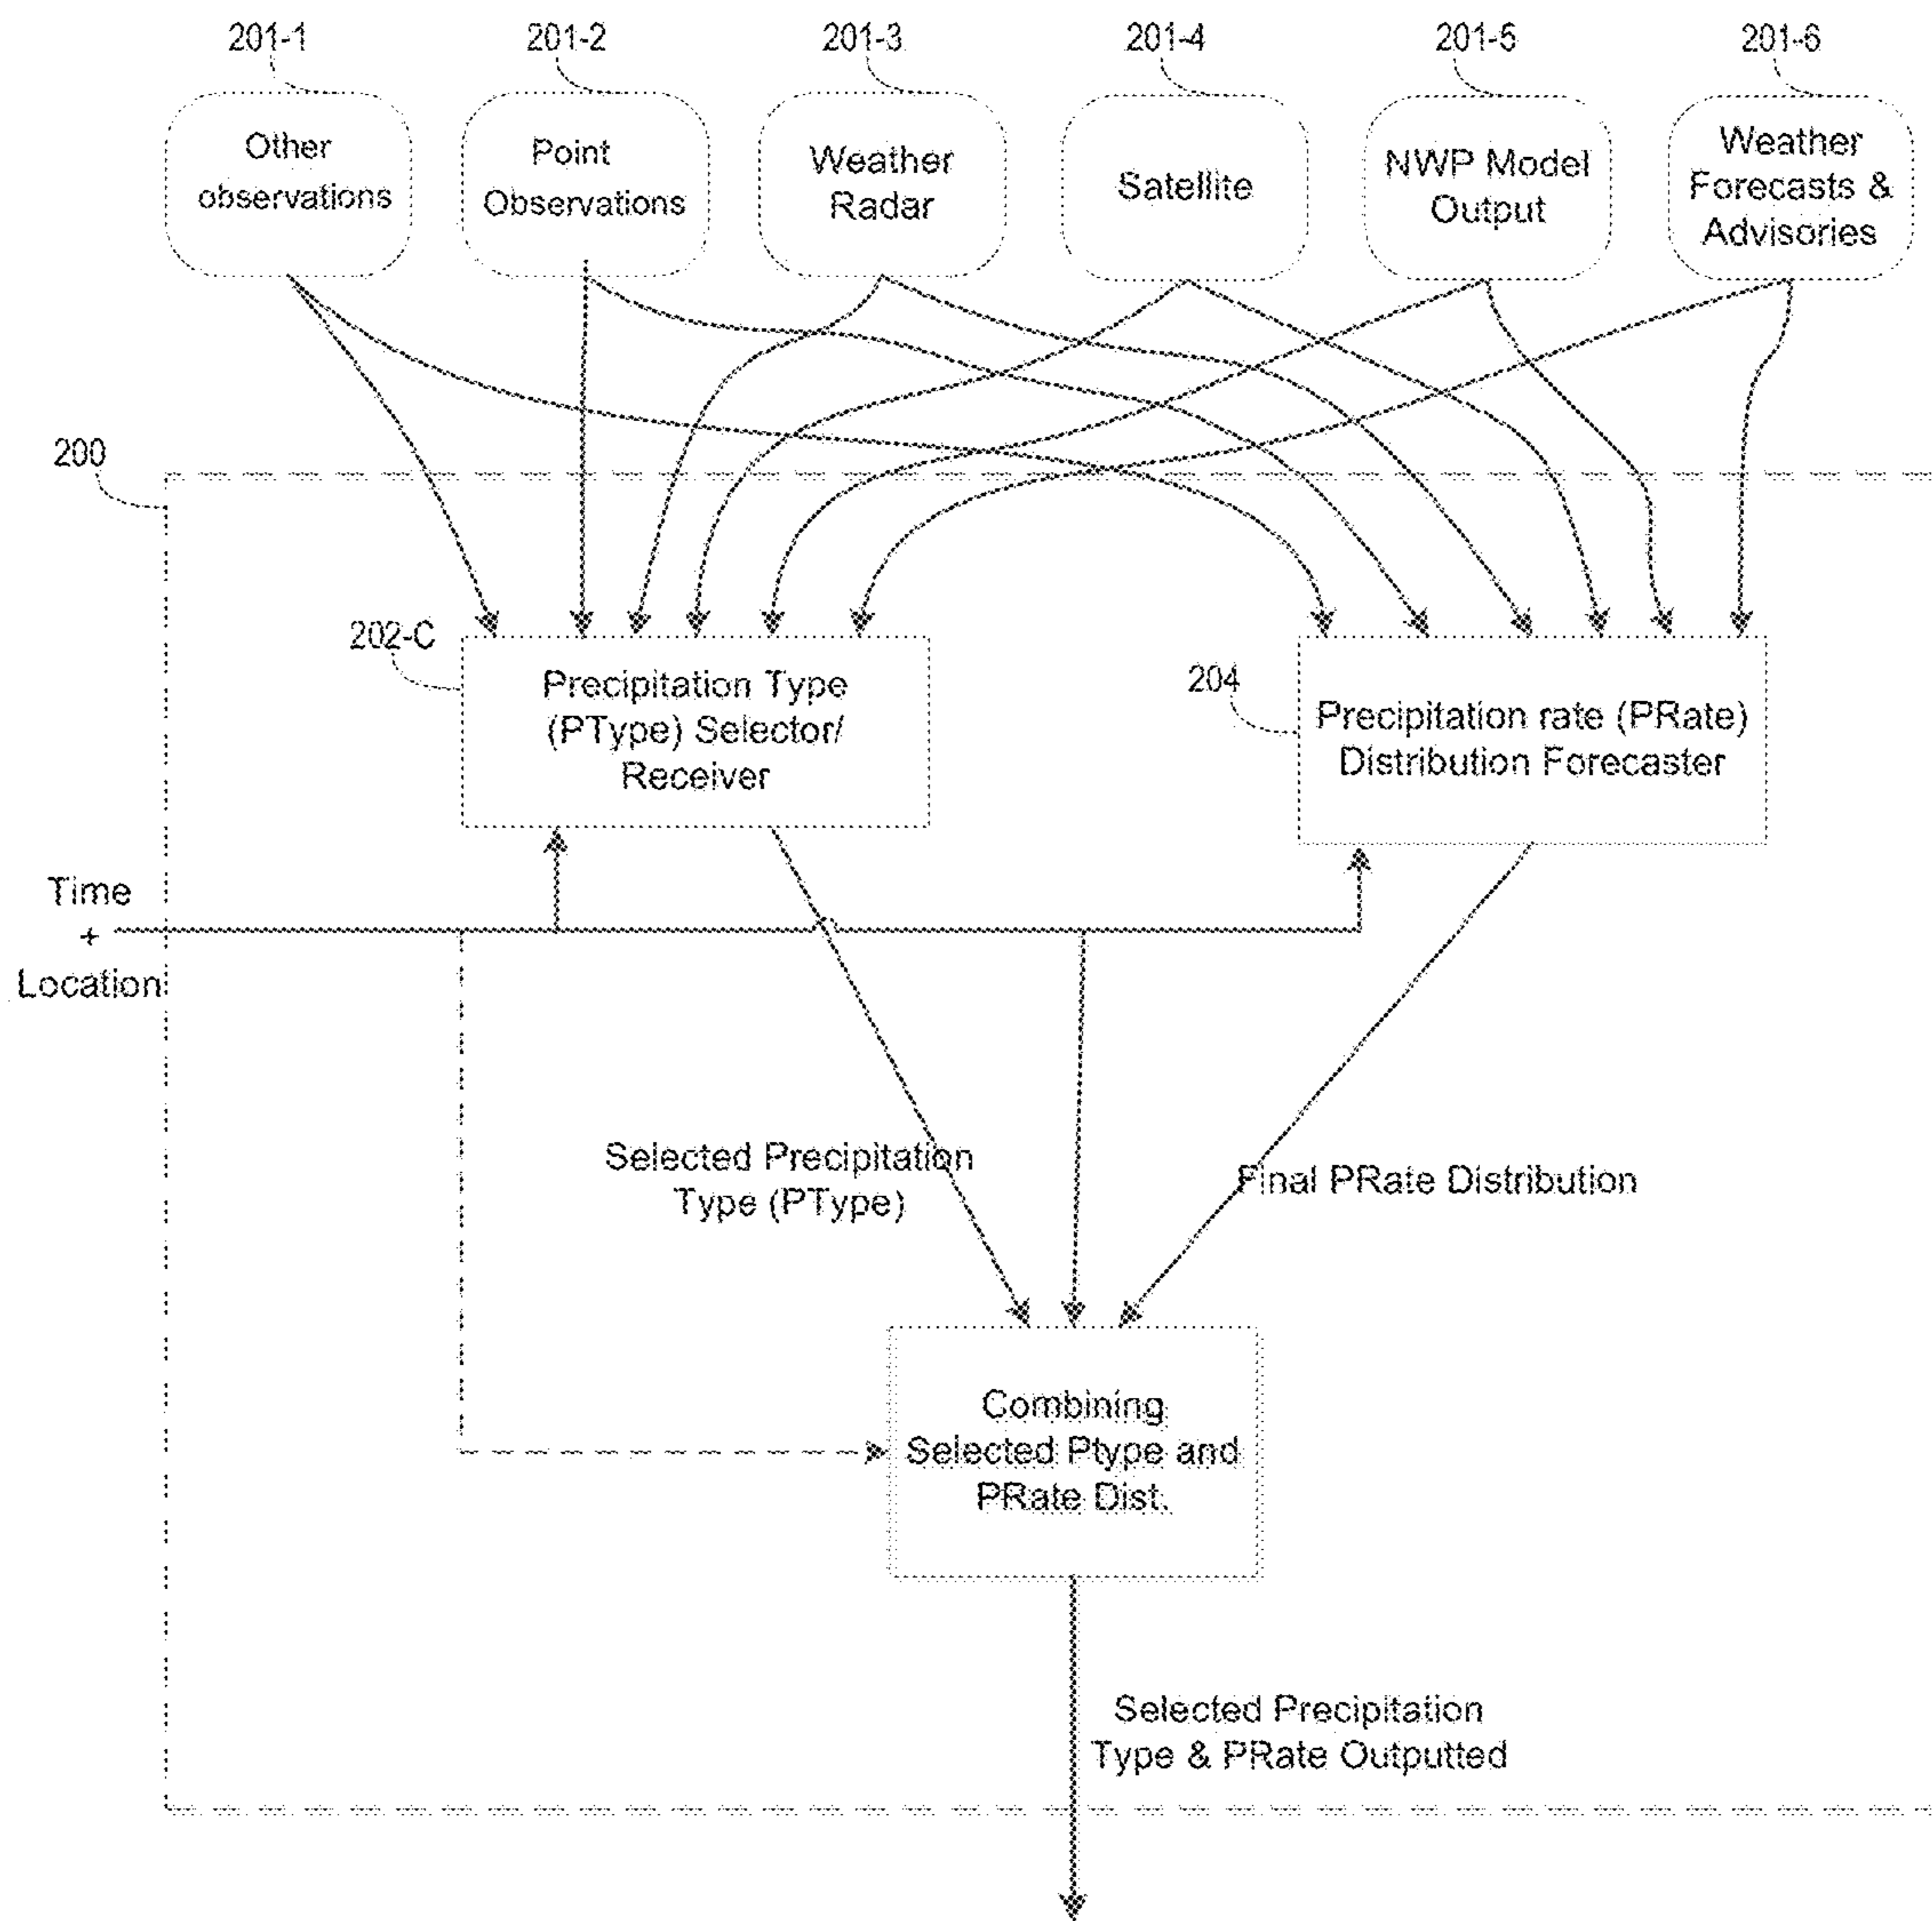 201-1
201-2
201-3
201-4
201-5
201-6
Other
observations
Point
Observations
Weather
Radar
Satellite
NWP Model
Output
Weather
Forecasts &
Advisories
200
202-C
Precipitation Type
(PType) Selector/
Receiver
204
Precipitation rate (PRate)
Distribution Forecaster
Time
+
Location
Selected Precipitation
Type (PType)
Final PRate Distribution
Combining
Selected Ptype and
PRate Dist.
Selected Precipitation
Type & PRate Outputted